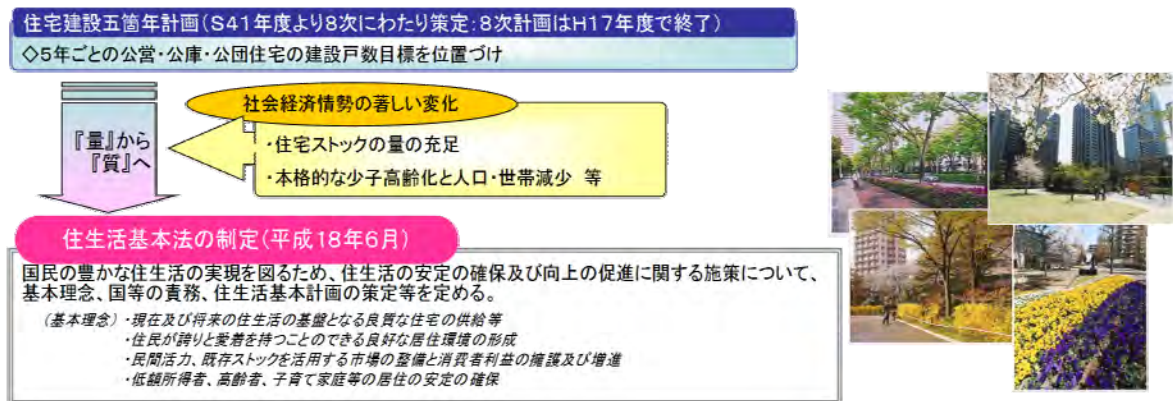 住宅建設五箇年計画(S41年度より8次にわたり策定:8次計画はH17年度で終了)
◇5年ごとの公営・公庫・公団住宅の建設戸数目標を位置づけ
社会経済情勢の著しい変化
『量』から
『質』へ
・住宅ストックの量の充足
・本格的な少子高齢化と人口・世帯減少 等
住生活基本法の制定(平成18年6月)
国民の豊かな住生活の実現を図るため、住生活の安定の確保及び向上の促進に関する施策について、
基本理念、国等の責務、住生活基本計画の策定等を定める。
(基本理念)・現在及び将来の住生活の基盤となる良質な住宅の供給等
・住民が誇りと愛着を持つことのできる良好な居住環境の形成
・民間活力、既存ストックを活用する市場の整備と消費者利益の擁護及び増進
・低額所得者、高齢者、子育て家庭等の居住の安定の確保